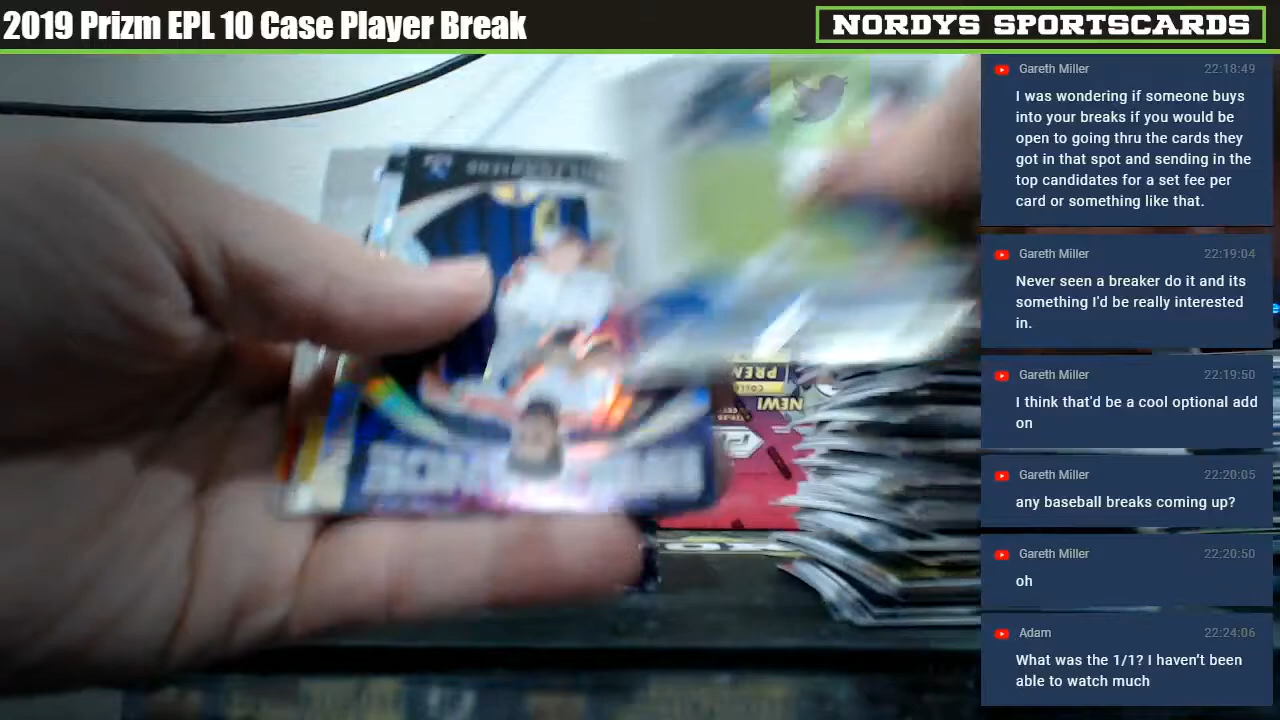 2019 Prizm EPL 10 Case Player Break
NORDYS SPORTSCARDS
Gareth Miller 22:18:49
I was wondering if someone buys
into your breaks if you would be
open to going thru the cards they
got in that spot and sending in the
top candidates for a set fee per
card or something like that.
Gareth Miller 22:19:04
Never seen a breaker do it and its
something I'd be really interested
in.
Gareth Miller 22:19:50
I think that'd be a cool optional add
on
Gareth Miller 22:20:05
any baseball breaks coming up?
Gareth Miller 22:20:50
oh
Adam 22:24:06
What was the 1/1? I haven't been
able to watch much
NEW!